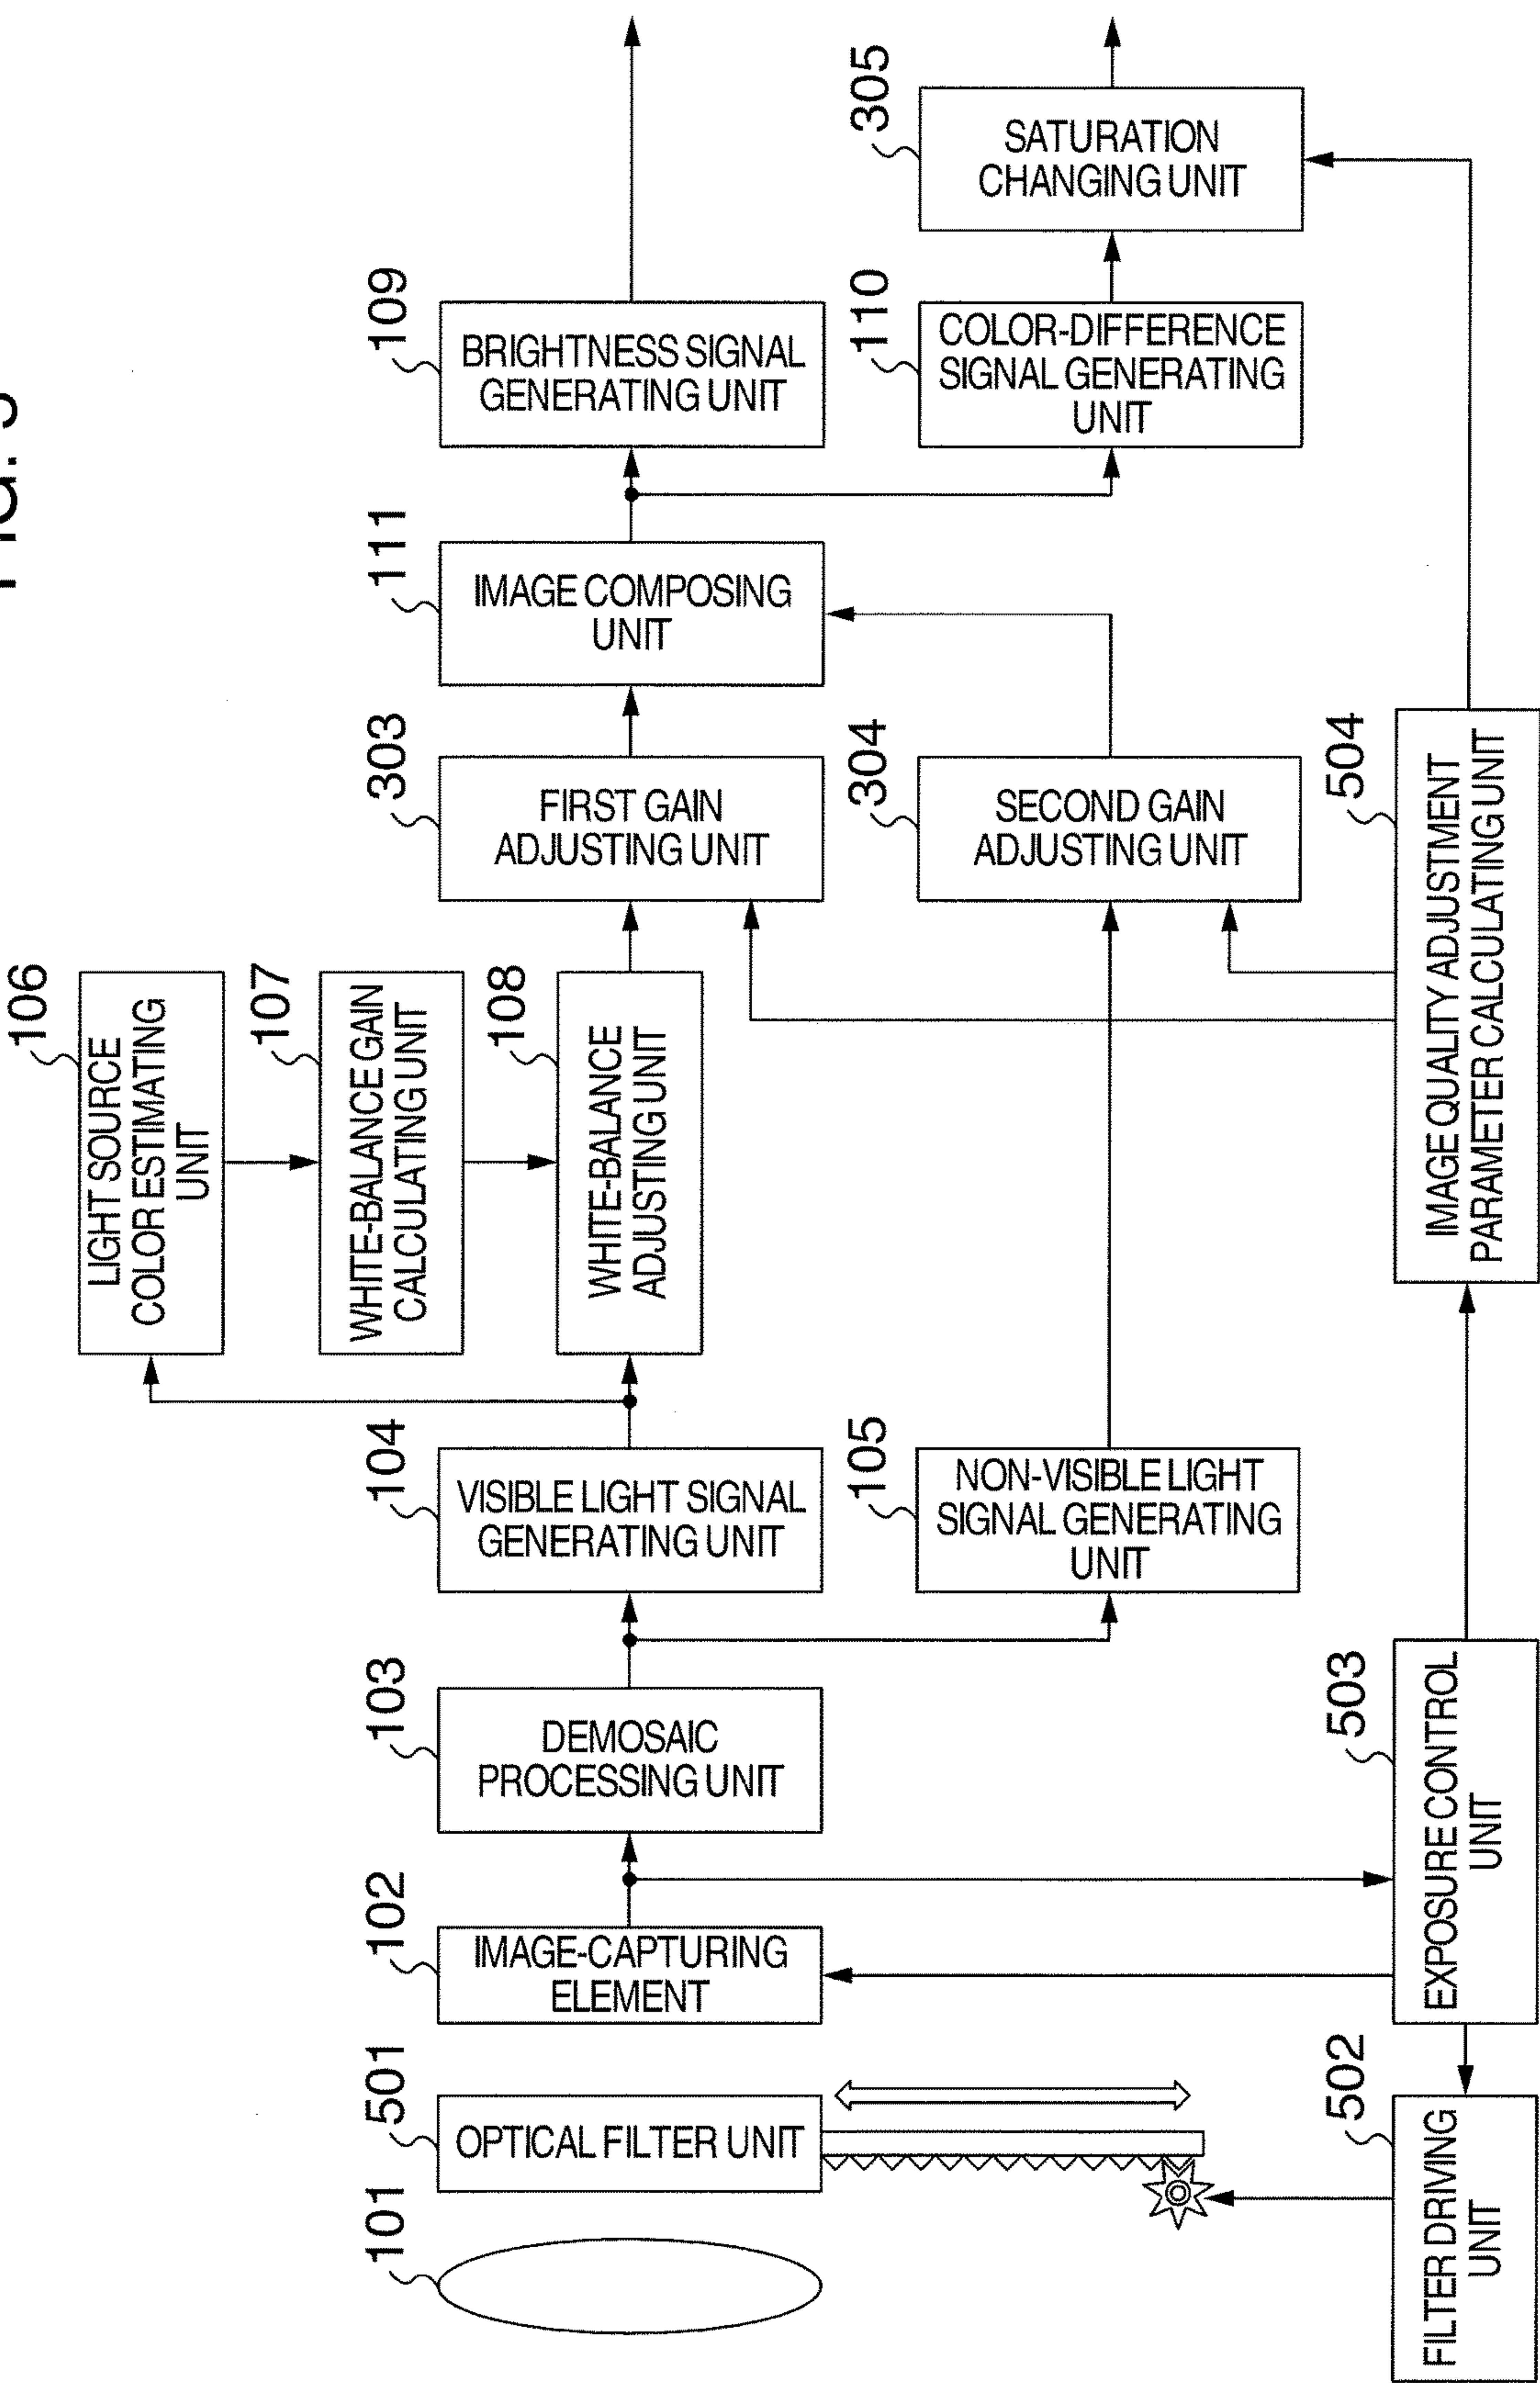 106
LIGHT SOURCE
COLOR ESTIMATING
UNIT
107
WHITE-BALANCE GAIN
CALCULATING UNIT
101
501
OPTICAL FILTER UNIT
102
IMAGE-CAPTURING
ELEMENT
103
DEMOSAIC
PROCESSING UNIT
104
VISIBLE LIGHT SIGNAL
GENERATING UNIT
108
WHITE-BALANCE
ADJUSTING UNIT
303
FIRST GAIN
ADJUSTING UNIT
111
IMAGE COMPOSING
UNIT
109
BRIGHTNESS SIGNAL
GENERATING UNIT
105
NON-VISIBLE LIGHT
SIGNAL GENERATING
UNIT
304
SECOND GAIN
ADJUSTING UNIT
110
COLOR-DIFFERENCE
SIGNAL GENERATING
UNIT
305
SATURATION
CHANGING UNIT
502
FILTER DRIVING
UNIT
503
EXPOSURE CONTROL
UNIT
504
IMAGE QUALITY ADJUSTMENT
PARAMETER CALCULATING UNIT